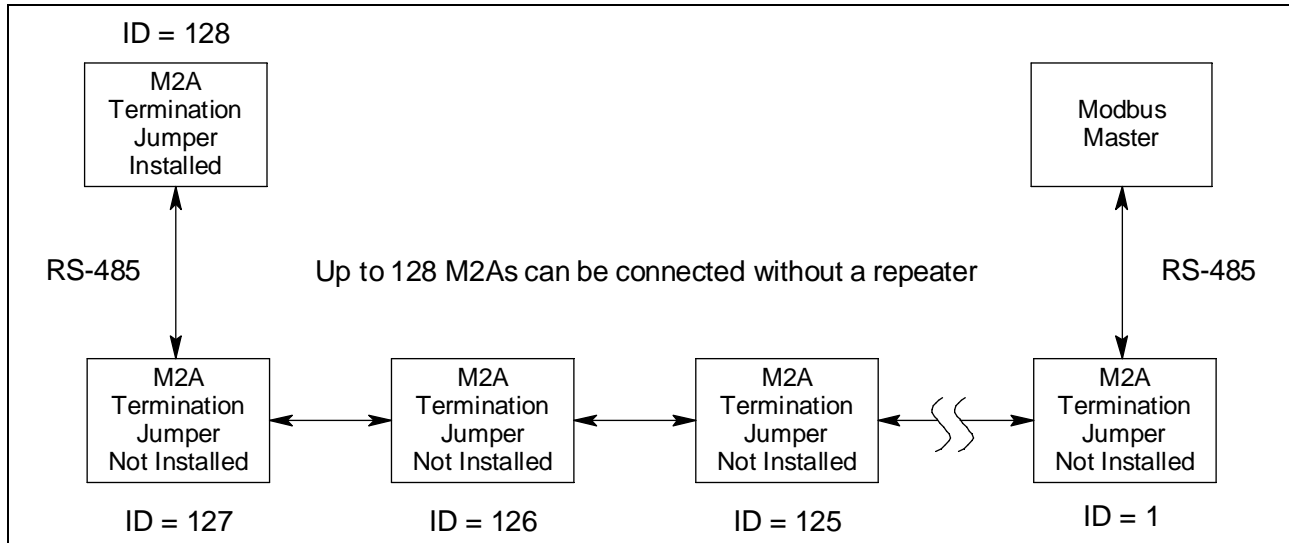 ID = 128
M2A
Termination
Jumper
Installed
Modbus
Master
RS-485
Up to 128 M2As can be connected without a repeater
RS-485
M2A
Termination
Jumper
Not Installed
M2A
Termination
Jumper
Not Installed
M2A
Termination
Jumper
Not Installed
M2A
Termination
Jumper
Not Installed
ID = 127
ID = 126
ID = 125
ID = 1